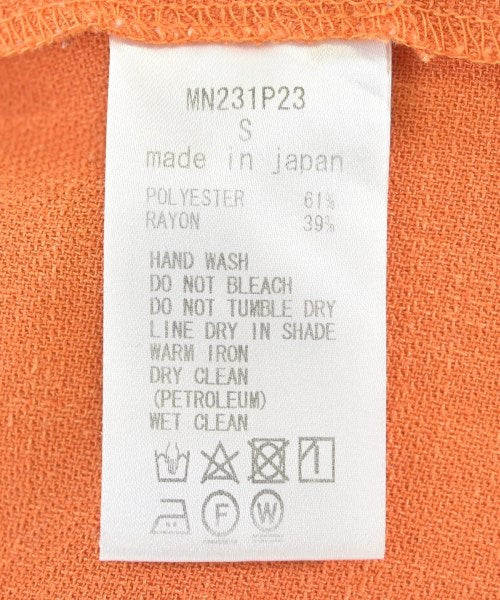 MN231P23
S
made in japan
POLYESTER 61%
RAYON 39%
HAND WASH
DO NOT BLEACH
DO NOT TUMBLE DRY
LINE DRY IN SHADE
WARM IRON
DRY CLEAN
(PETROLEUM)
WET CLEAN
F W